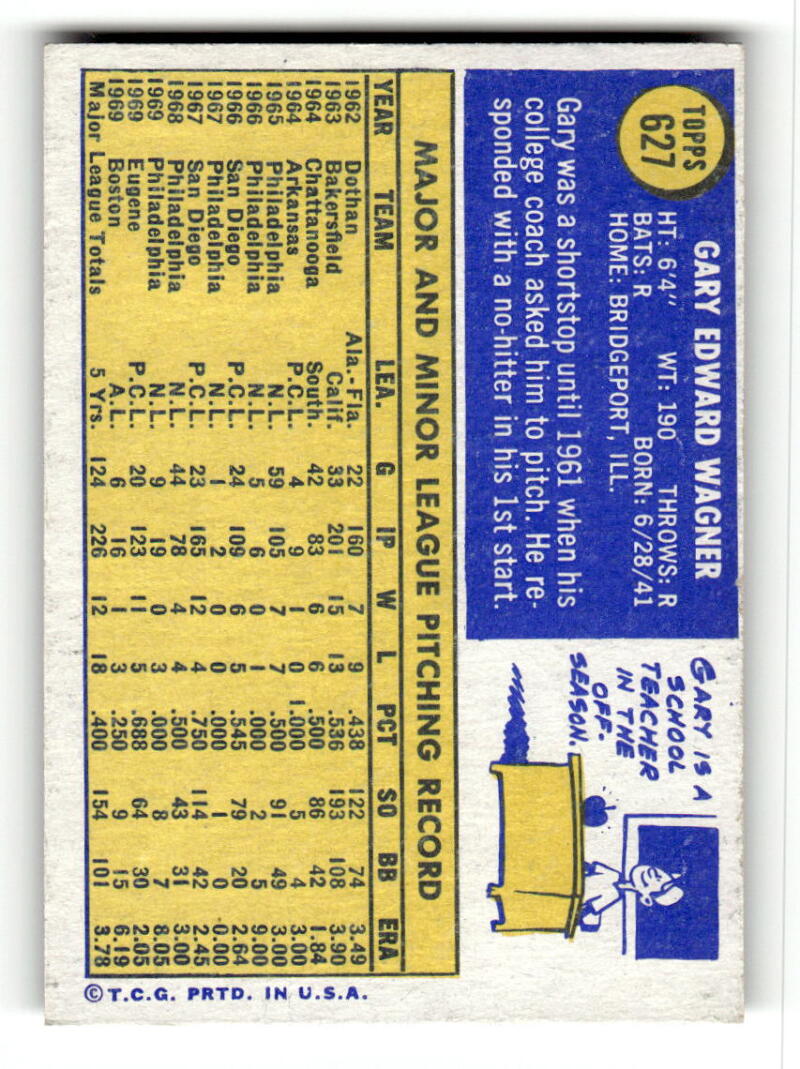 TOPPS
627
GARY EDWARD WAGNER
HT: 6'4" WT: 190 THROWS: R
BATS: R BORN: 6/28/41
HOME: BRIDGEPORT, ILL.
Gary was a shortstop until 1961 when his
college coach asked him to pitch. He re-
sponded with a no-hitter in his 1st start.
GARY IS A
SCHOOL
TEACHER
IN THE
OFF.
SEASON.
MAJOR AND MINOR LEAGUE PITCHING RECORD
YEAR TEAM LEA. G IP W L PCT SO BB ERA
1962 Dothan Ala.-Fla. 22 160 7 9 .438 122 74 3.49
1963 Bakersfield Calif. 33 201 15 13 .536 193 108 3.90
1964 Chattanooga South. 42 83 6 6 .500 86 42 1.84
1964 Arkansas P.C.L. 4 9 1 0 1.000 5 4 3.00
1965 Philadelphia N.L. 59 105 7 7 .500 91 49 3.00
1966 Philadelphia N.L. 5 6 0 1 .000 2 5 9.00
1966 San Diego P.C.L. 24 109 6 5 .545 79 20 2.64
1967 Philadelphia N.L. 1 2 0 0 .000 1 0 0.00
1967 San Diego P.C.L. 23 165 12 4 .750 114 42 2.45
1968 Philadelphia N.L. 44 78 4 4 .500 43 31 3.00
1969 Philadelphia N.L. 9 19 0 3 .000 8 7 8.05
1969 Eugene P.C.L. 20 123 11 5 .688 64 30 2.05
1969 Boston A.L. 6 16 1 3 .250 9 15 6.19
Major League Totals 5 Yrs. 124 226 12 18 .400 154 101 3.78
© T.C.G. PRTD. IN U.S.A.